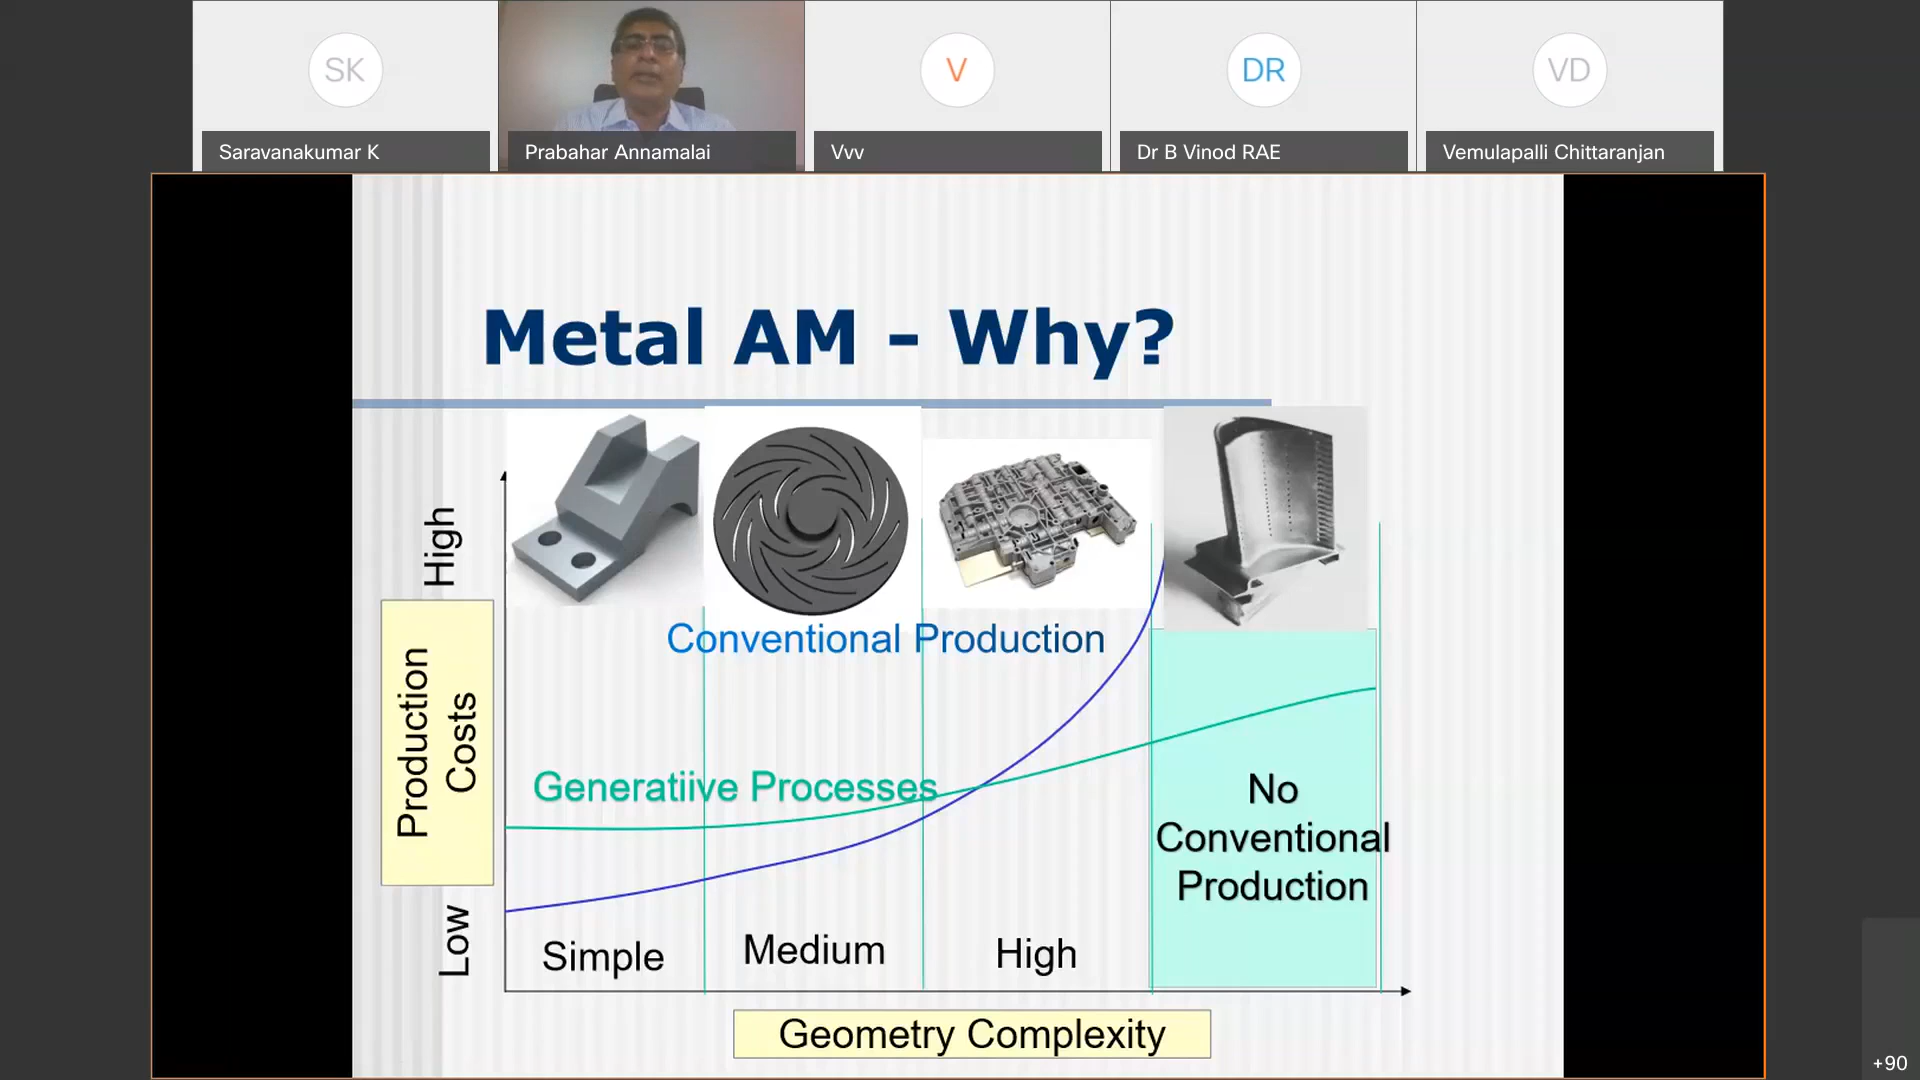 SK
V
DR
VD
Saravanakumar K
Prabahar Annamalai
Vvv
Dr B Vinod RAE
Vemulapalli Chittaranjan
Metal AM - Why?
High
Conventional Production
Production
Costs
Generatiive Processes
No
Conventional
Production
Low
Simple
Medium
High
Geometry Complexity
+90